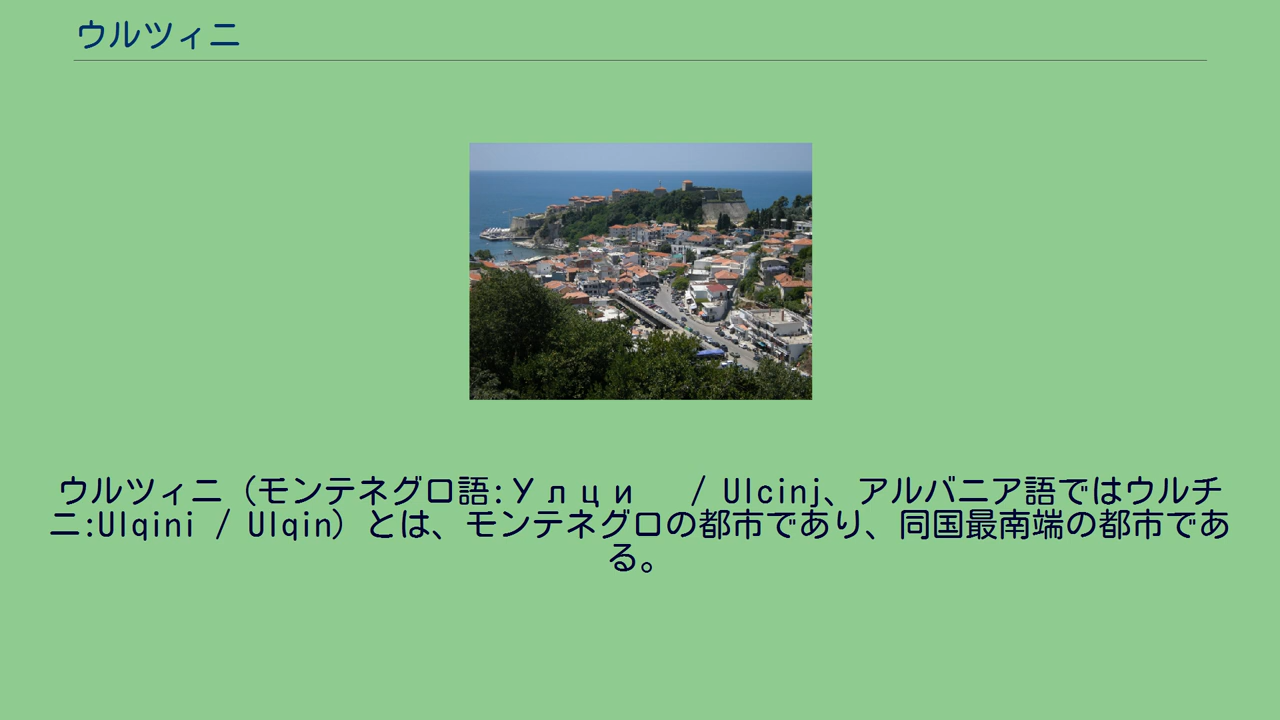 ウルツィニ
ウルツィニ（モンテネグロ語:Улци / Ulcinj、アルバニア語ではウルチ
ニ:Ulqini / Ulqin）とは、モンテネグロの都市であり、同国最南端の都市であ
る。